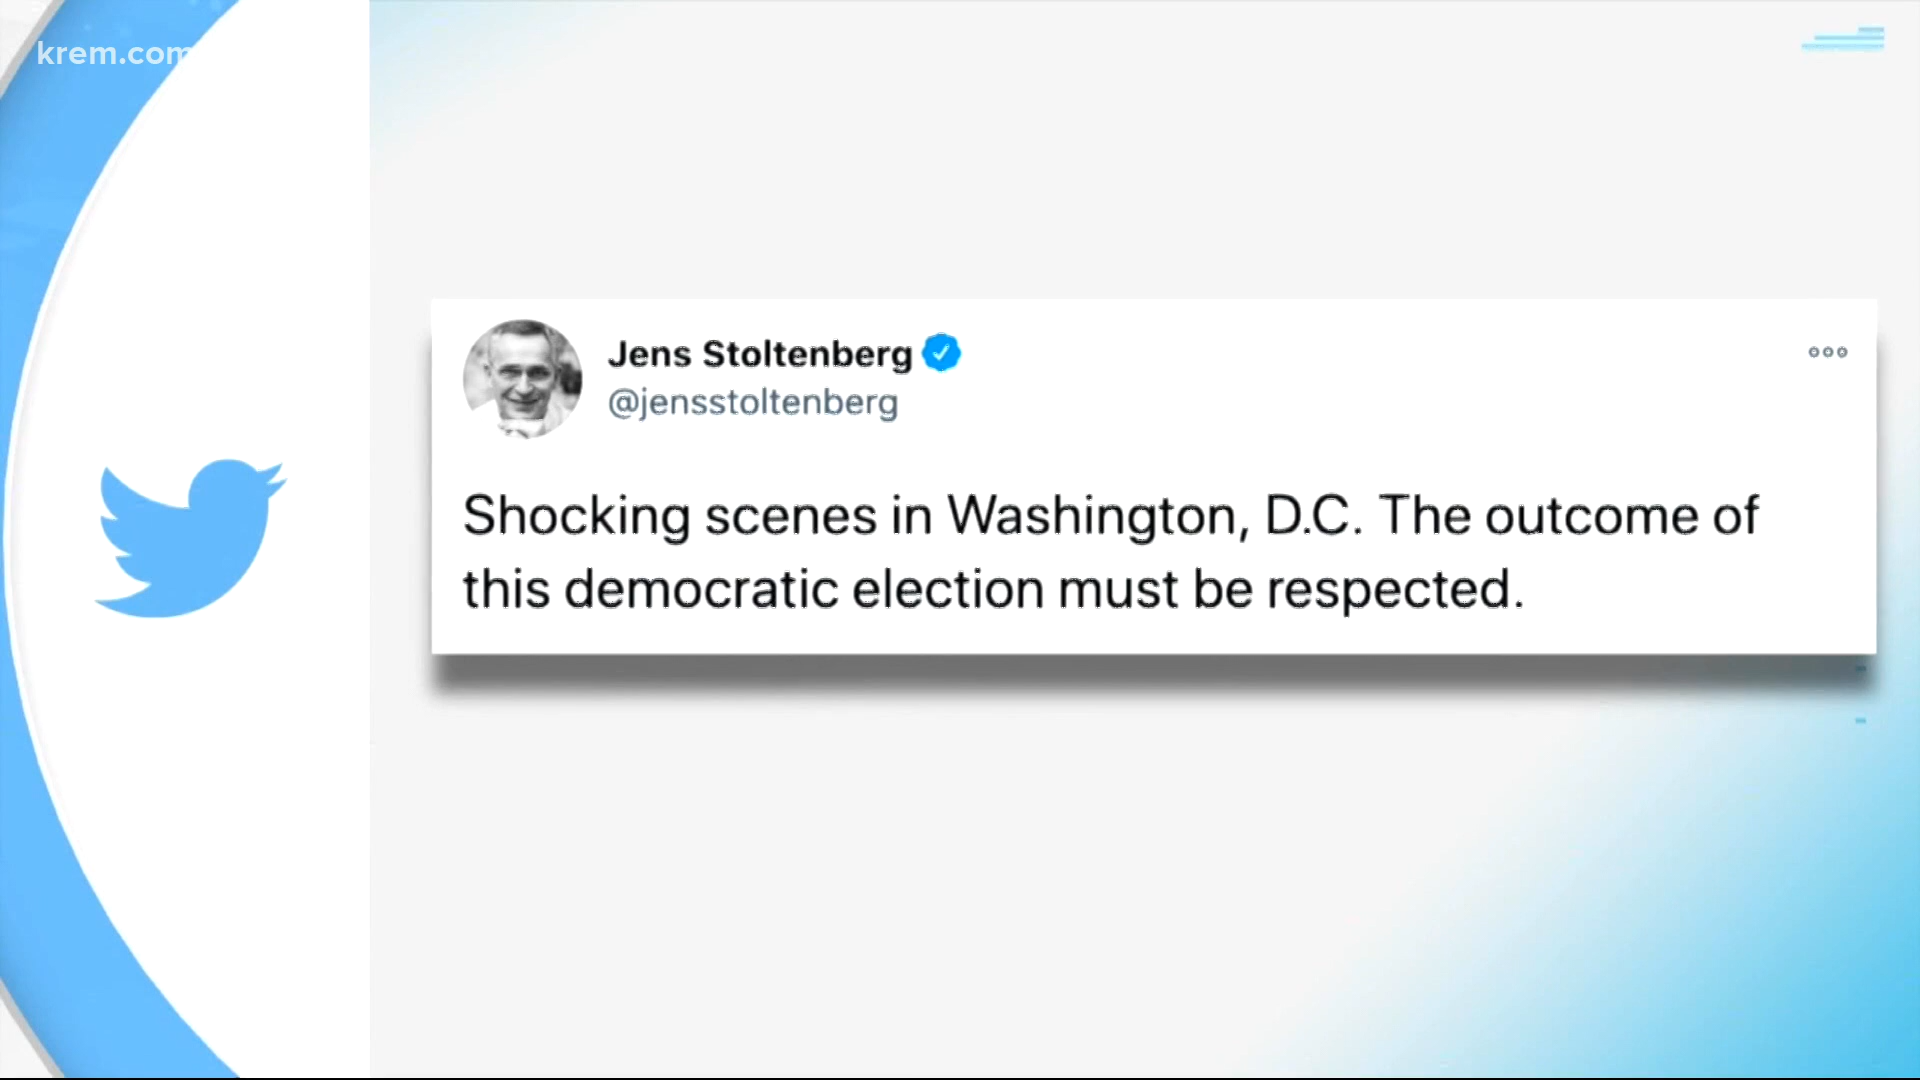 krem.com
Jens Stoltenberg
@jensstoltenberg
Shocking scenes in Washington, D.C. The outcome of
this democratic election must be respected.